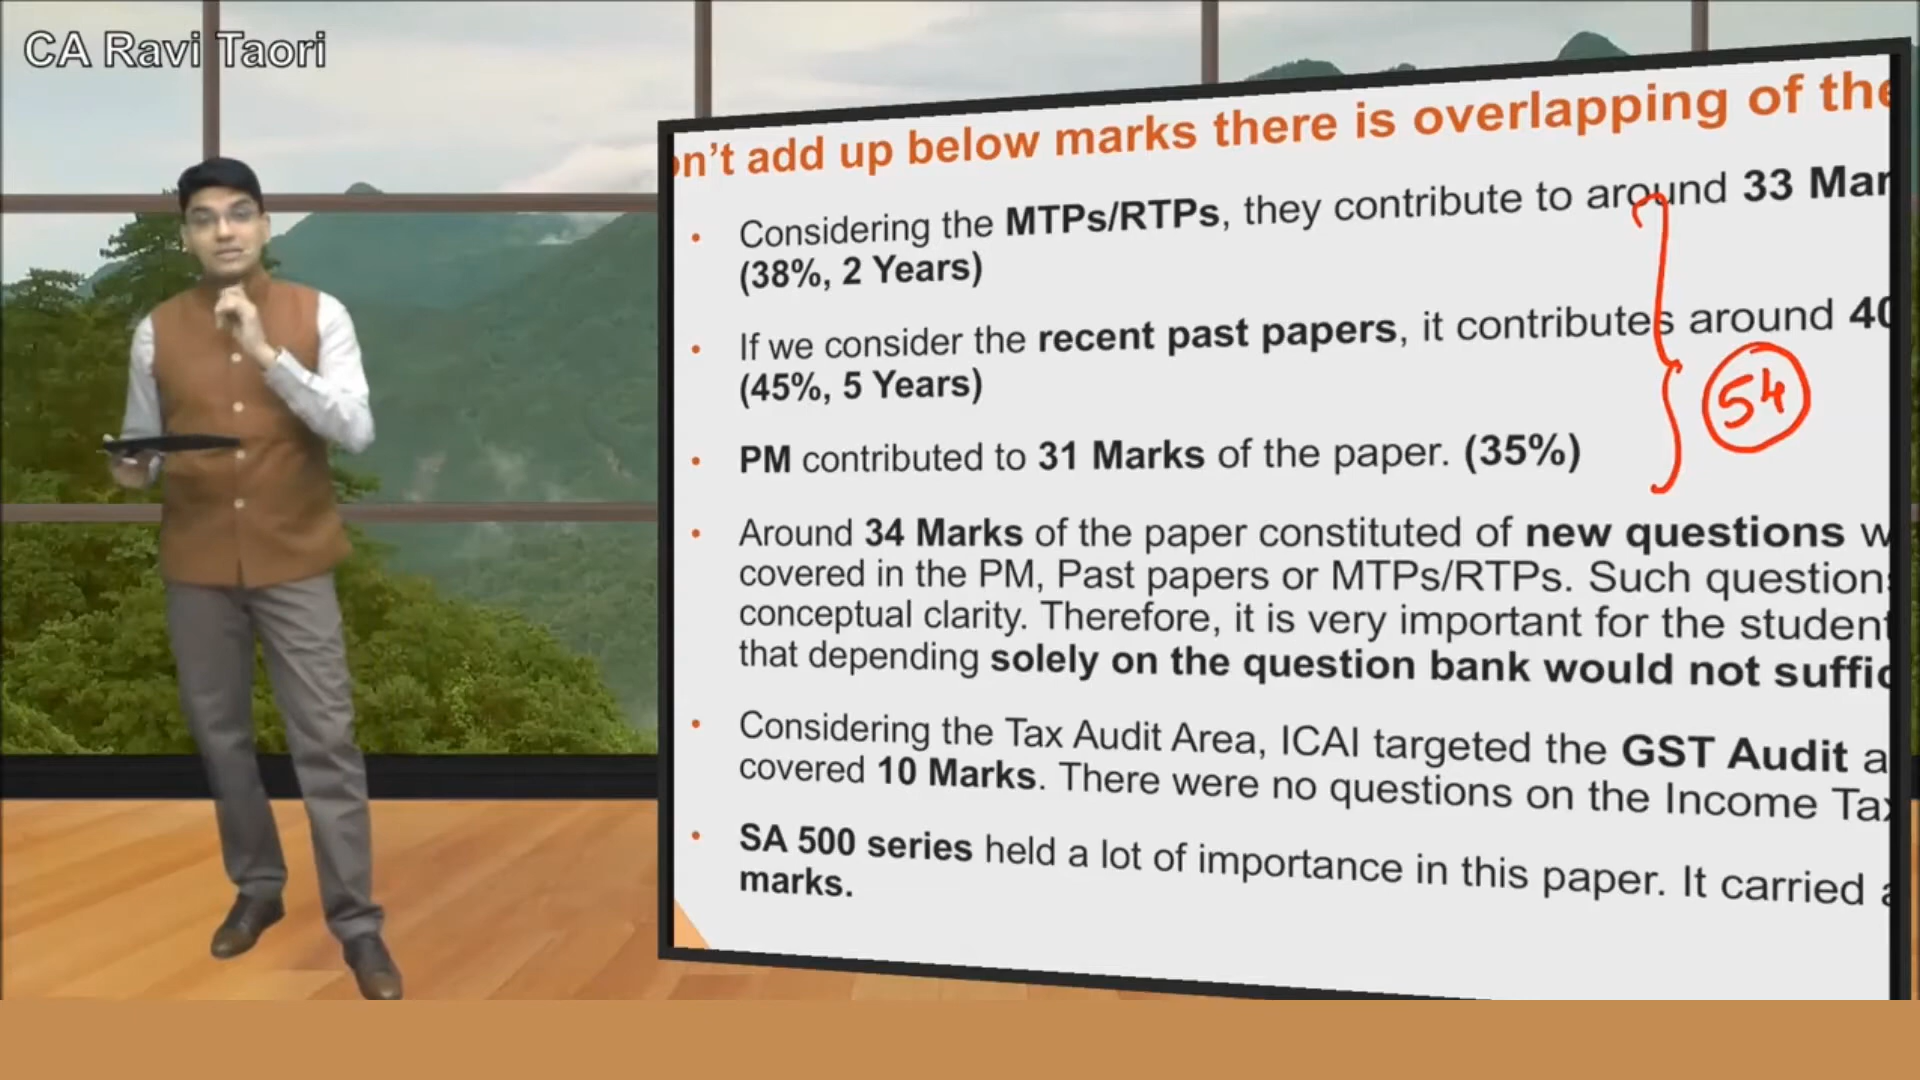 CA Ravi Taori
on't add up below marks there is overlapping of the
• Considering the MTPs/RTPs, they contribute to around 33 Mar
(38%, 2 Years)
• If we consider the recent past papers, it contributes around 40
(45%, 5 Years)
54
• PM contributed to 31 Marks of the paper. (35%)
• Around 34 Marks of the paper constituted of new questions w
covered in the PM, Past papers or MTPs/RTPs. Such question
conceptual clarity. Therefore, it is very important for the student
that depending solely on the question bank would not suffic
• Considering the Tax Audit Area, ICAI targeted the GST Audit a
covered 10 Marks. There were no questions on the Income Tax
• SA 500 series held a lot of importance in this paper. It carried a
marks.